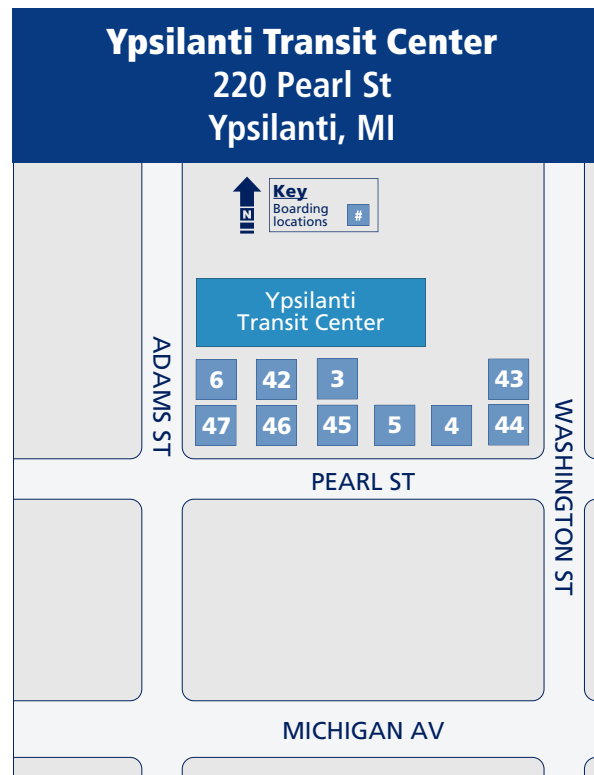 Ypsilanti Transit Center
220 Pearl St
Ypsilanti, MI
N
Key
Boarding
locations
#
Ypsilanti
Transit Center
ADAMS ST
6 42 3 43
47 46 45 5 4 44
WASHINGTON ST
PEARL ST
MICHIGAN AV